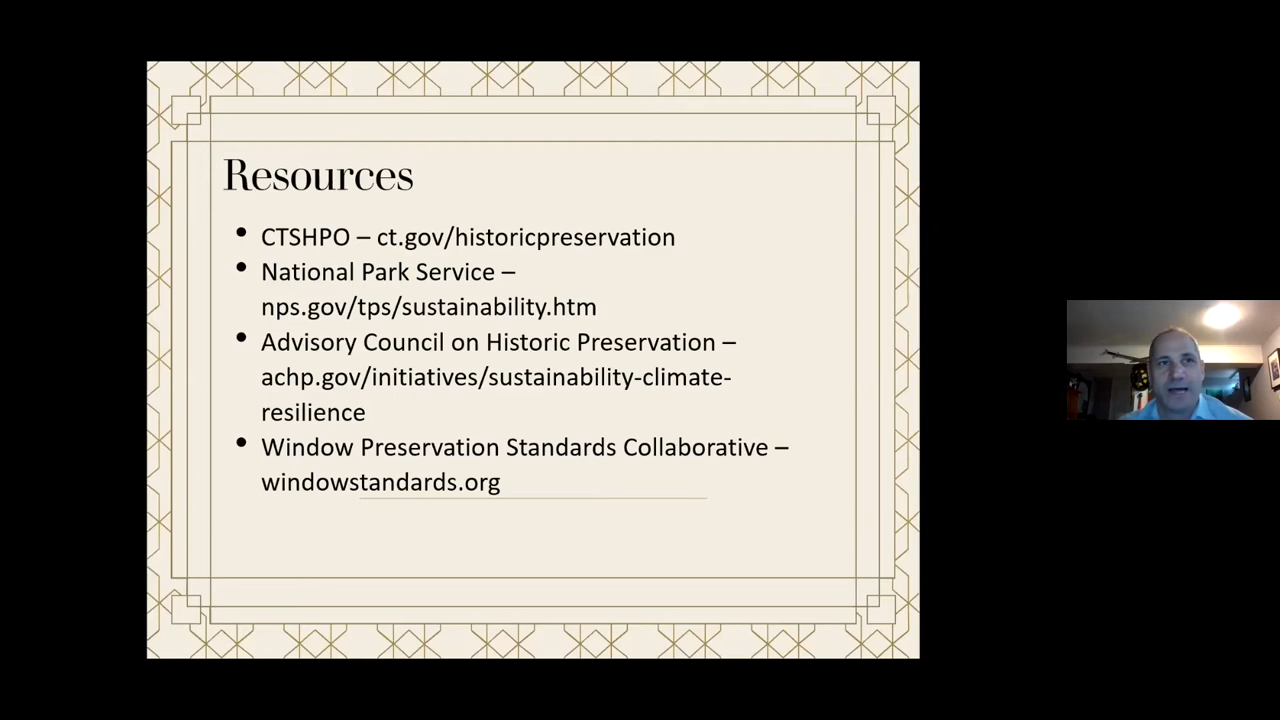 Resources
• CTSHPO – ct.gov/historicpreservation
• National Park Service –
nps.gov/tps/sustainability.htm
• Advisory Council on Historic Preservation –
achp.gov/initiatives/sustainability-climate-
resilience
• Window Preservation Standards Collaborative –
windowstandards.org